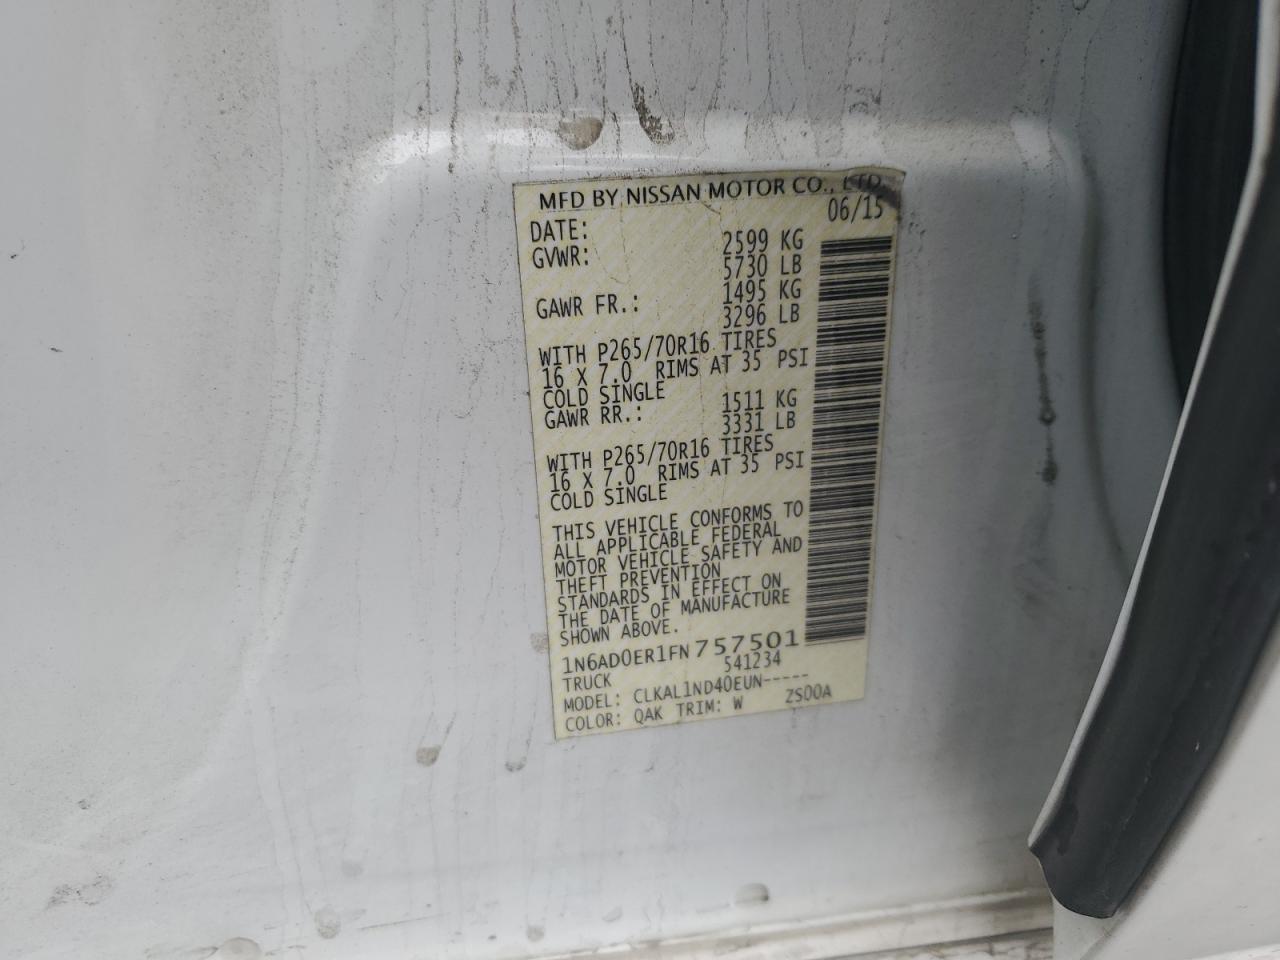 MFD BY NISSAN MOTOR CO., LTD.
DATE: 06/15
GVWR: 2599 KG
5730 LB
GAWR FR.: 1495 KG
3296 LB
WITH P265/70R16 TIRES
16 X 7.0 RIMS AT 35 PSI
COLD SINGLE
GAWR RR.: 1511 KG
3331 LB
WITH P265/70R16 TIRES
16 X 7.0 RIMS AT 35 PSI
COLD SINGLE
THIS VEHICLE CONFORMS TO
ALL APPLICABLE FEDERAL
MOTOR VEHICLE SAFETY AND
THEFT PREVENTION
STANDARDS IN EFFECT ON
THE DATE OF MANUFACTURE
SHOWN ABOVE.
1N6AD0ER1FN757501
TRUCK 541234
MODEL: CLKAL1ND40EUN-----
COLOR: QAK TRIM: W ZS00A